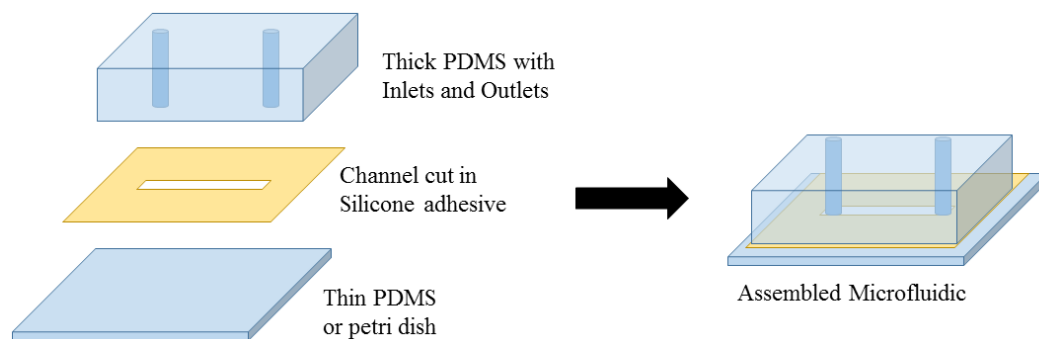 Thick PDMS with
Inlets and Outlets
Channel cut in
Silicone adhesive
Thin PDMS
or petri dish
Assembled Microfluidic